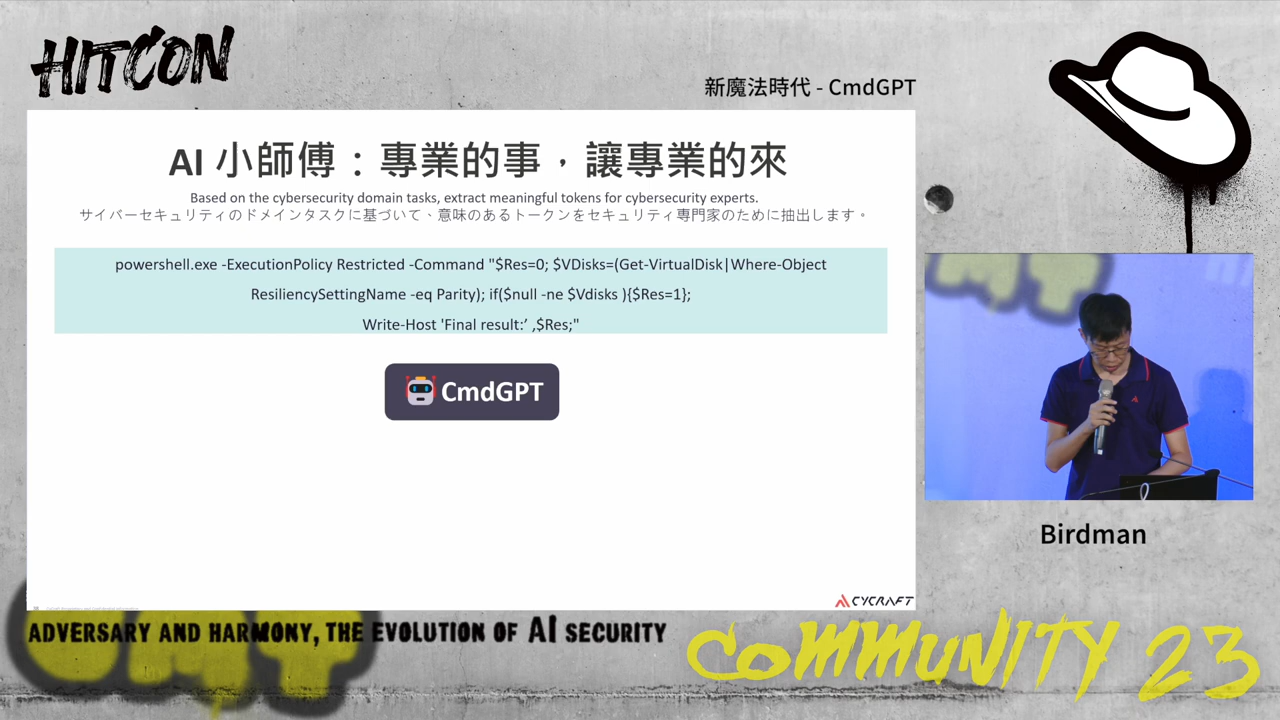 HITCON
新魔法時代 - CmdGPT
AI 小師傅：專業的事，讓專業的來
Based on the cybersecurity domain tasks, extract meaningful tokens for cybersecurity experts.
サイバーセキュリティのドメインタスクに基づいて、意味のあるトークンをセキュリティ専門家のために抽出します。
powershell.exe -ExecutionPolicy Restricted -Command "$Res=0; $VDisks=(Get-VirtualDisk|Where-Object
ResiliencySettingName -eq Parity); if($null -ne $Vdisks ){$Res=1};
Write-Host 'Final result:’ ,$Res;"
CmdGPT
CYCRAFT
Birdman
ADVERSARY AND HARMONY, THE EVOLUTION OF AI SECURITY
COMMUNITY 23